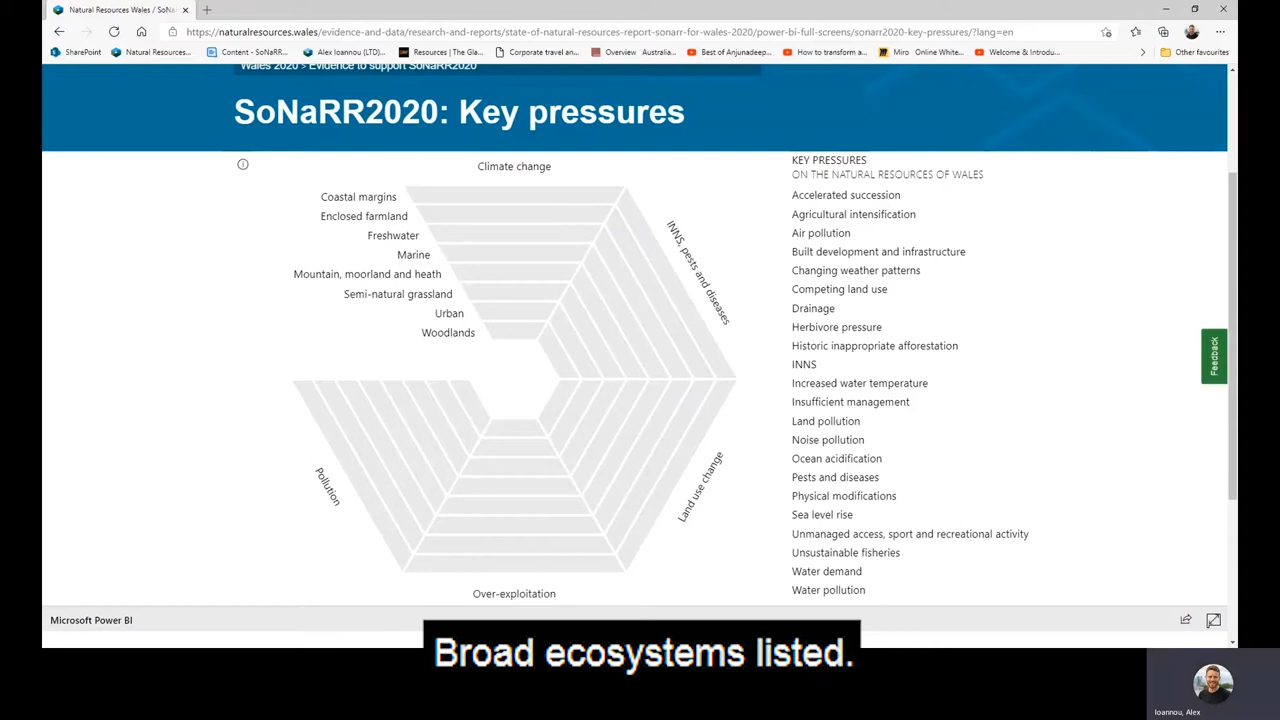 Natural Resources Wales / SoNa
https://naturalresources.wales/evidence-and-data/research-and-reports/state-of-natural-resources-report-sonarr-for-wales-2020/power-bi-full-screens/sonarr2020-key-pressures/?lang=en
SharePoint
Natural Resources...
Content - SoNaRR...
Alex Ioannou (LTD)...
Resources | The Gla...
Corporate travel an...
Overview Australia...
Best of Anjunadeep...
How to transform a...
Miro Online White...
Welcome & Introdu...
Other favourites
Wales 2020 > Evidence to support SoNaRR2020
SoNaRR2020: Key pressures
Climate change
Coastal margins
Enclosed farmland
Freshwater
Marine
Mountain, moorland and heath
Semi-natural grassland
Urban
Woodlands
INNS, pests and diseases
Land use change
Over-exploitation
Pollution
KEY PRESSURES
ON THE NATURAL RESOURCES OF WALES
Accelerated succession
Agricultural intensification
Air pollution
Built development and infrastructure
Changing weather patterns
Competing land use
Drainage
Herbivore pressure
Historic inappropriate afforestation
INNS
Increased water temperature
Insufficient management
Land pollution
Noise pollution
Ocean acidification
Pests and diseases
Physical modifications
Sea level rise
Unmanaged access, sport and recreational activity
Unsustainable fisheries
Water demand
Water pollution
Feedback
Microsoft Power BI
Broad ecosystems listed.
Ioannou, Alex